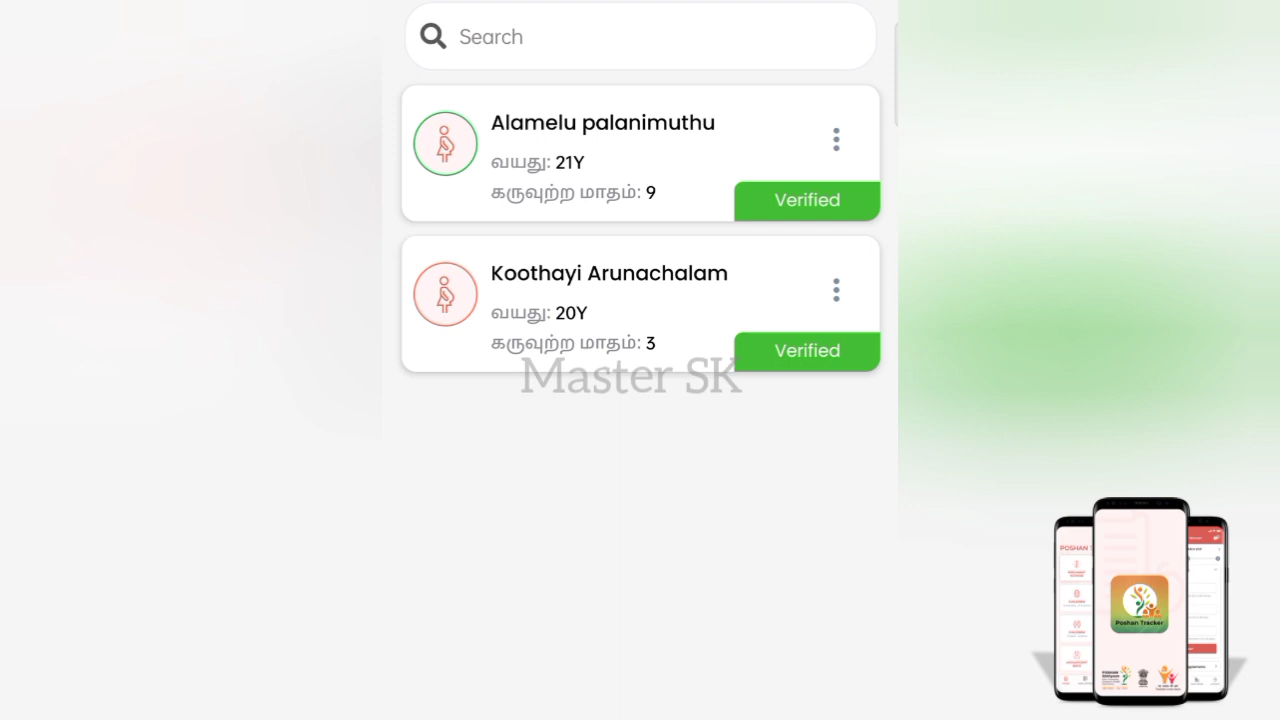 Search
Alamelu palanimuthu
வயது: 21Y
கருவுற்ற மாதம்: 9
Verified
Koothayi Arunachalam
வயது: 20Y
கருவுற்ற மாதம்: 3
Verified
Master SK
POSHAN T
Poshan Tracker